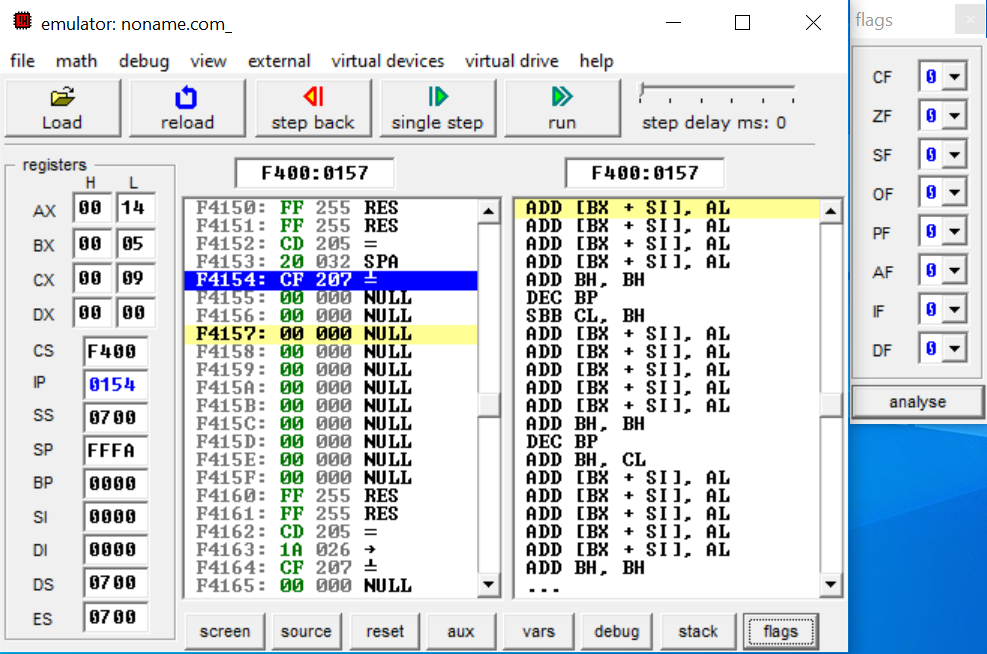 emulator: noname.com_
flags
file math debug view external virtual devices virtual drive help
Load reload step back single step run step delay ms: 0
registers
H L
AX 00 14
BX 00 05
CX 00 09
DX 00 00
CS F400
IP 0154
SS 0700
SP FFFA
BP 0000
SI 0000
DI 0000
DS 0700
ES 0700
F400:0157
F4150: FF 255 RES
F4151: FF 255 RES
F4152: CD 205 =
F4153: 20 032 SPA
F4154: CF 207 ╧
F4155: 00 000 NULL
F4156: 00 000 NULL
F4157: 00 000 NULL
F4158: 00 000 NULL
F4159: 00 000 NULL
F415A: 00 000 NULL
F415B: 00 000 NULL
F415C: 00 000 NULL
F415D: 00 000 NULL
F415E: 00 000 NULL
F415F: 00 000 NULL
F4160: FF 255 RES
F4161: FF 255 RES
F4162: CD 205 =
F4163: 1A 026 →
F4164: CF 207 ╧
F4165: 00 000 NULL
F400:0157
ADD [BX + SI], AL
ADD [BX + SI], AL
ADD [BX + SI], AL
ADD [BX + SI], AL
ADD BH, BH
DEC BP
SBB CL, BH
ADD [BX + SI], AL
ADD [BX + SI], AL
ADD [BX + SI], AL
ADD [BX + SI], AL
ADD [BX + SI], AL
ADD BH, BH
DEC BP
ADD BH, CL
ADD [BX + SI], AL
ADD [BX + SI], AL
ADD [BX + SI], AL
ADD [BX + SI], AL
ADD [BX + SI], AL
ADD BH, BH
...
screen source reset aux vars debug stack flags
CF 0
ZF 0
SF 0
OF 0
PF 0
AF 0
IF 0
DF 0
analyse